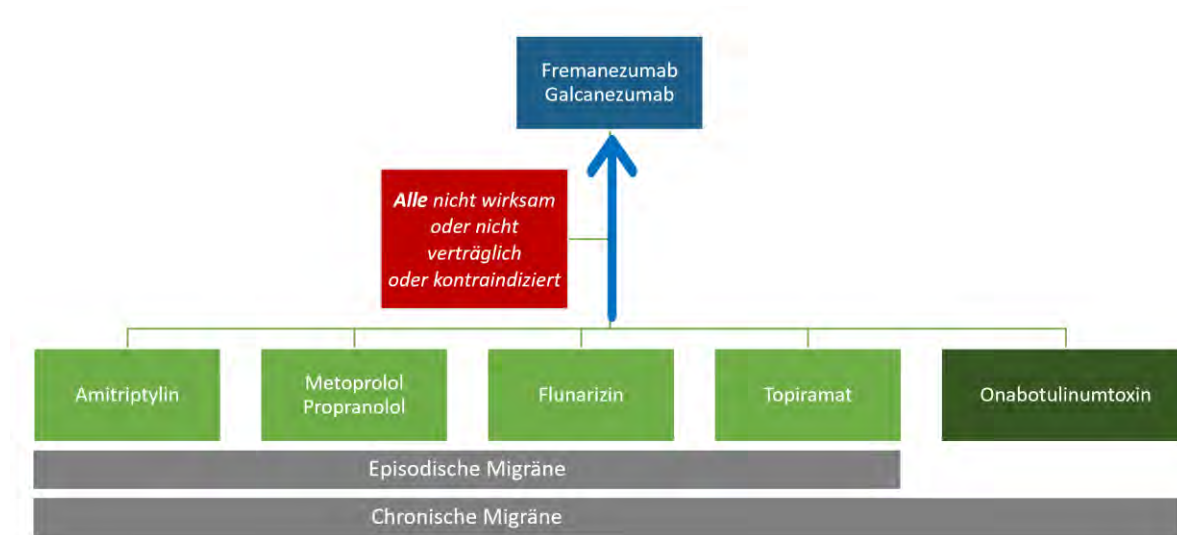 Fremanezumab
Galcanezumab
Alle nicht wirksam
oder nicht
verträglich
oder kontraindiziert
Amitriptylin
Metoprolol
Propranolol
Flunarizin
Topiramat
Onabotulinumtoxin
Episodische Migräne
Chronische Migräne